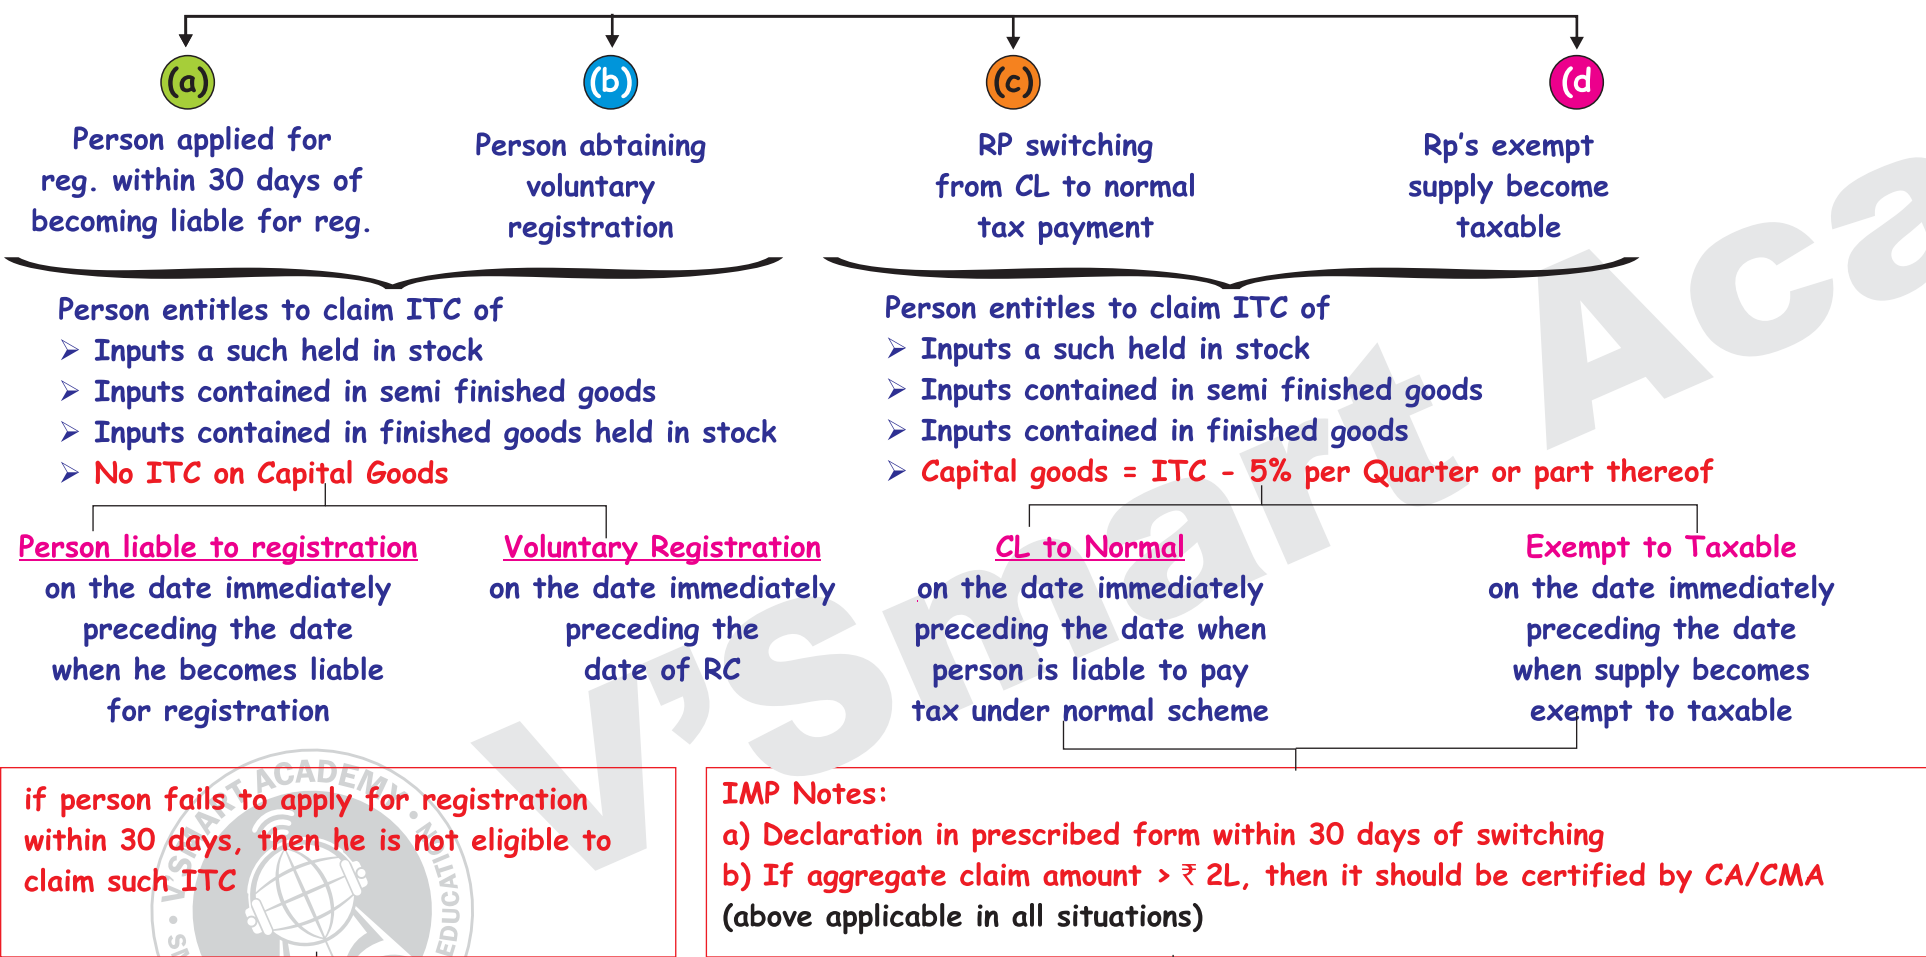 (a)
Person applied for
reg. within 30 days of
becoming liable for reg.
(b)
Person abtaining
voluntary
registration
(c)
RP switching
from CL to normal
tax payment
(d
Rp's exempt
supply become
taxable
Person entitles to claim ITC of
➢ Inputs a such held in stock
➢ Inputs contained in semi finished goods
➢ Inputs contained in finished goods held in stock
➢ No ITC on Capital Goods
Person entitles to claim ITC of
➢ Inputs a such held in stock
➢ Inputs contained in semi finished goods
➢ Inputs contained in finished goods
➢ Capital goods = ITC - 5% per Quarter or part thereof
Person liable to registration
on the date immediately
preceding the date
when he becomes liable
for registration
Voluntary Registration
on the date immediately
preceding the
date of RC
CL to Normal
on the date immediately
preceding the date when
person is liable to pay
tax under normal scheme
Exempt to Taxable
on the date immediately
preceding the date
when supply becomes
exempt to taxable
if person fails to apply for registration
within 30 days, then he is not eligible to
claim such ITC
IMP Notes:
a) Declaration in prescribed form within 30 days of switching
b) If aggregate claim amount > ₹ 2L, then it should be certified by CA/CMA
(above applicable in all situations)
V'Smart Aca
V'SMART ACADEMY